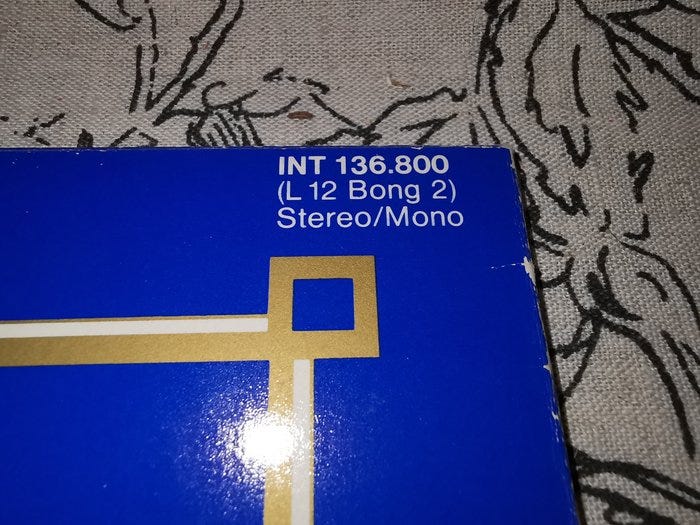 INT 136.800
(L 12 Bong 2)
Stereo/Mono